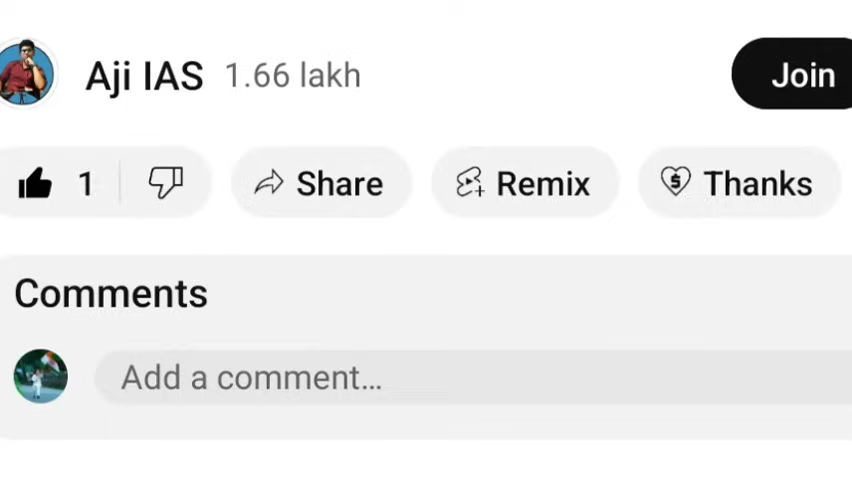 Aji IAS 1.66 lakh Join
1 Share Remix Thanks
Comments
Add a comment...